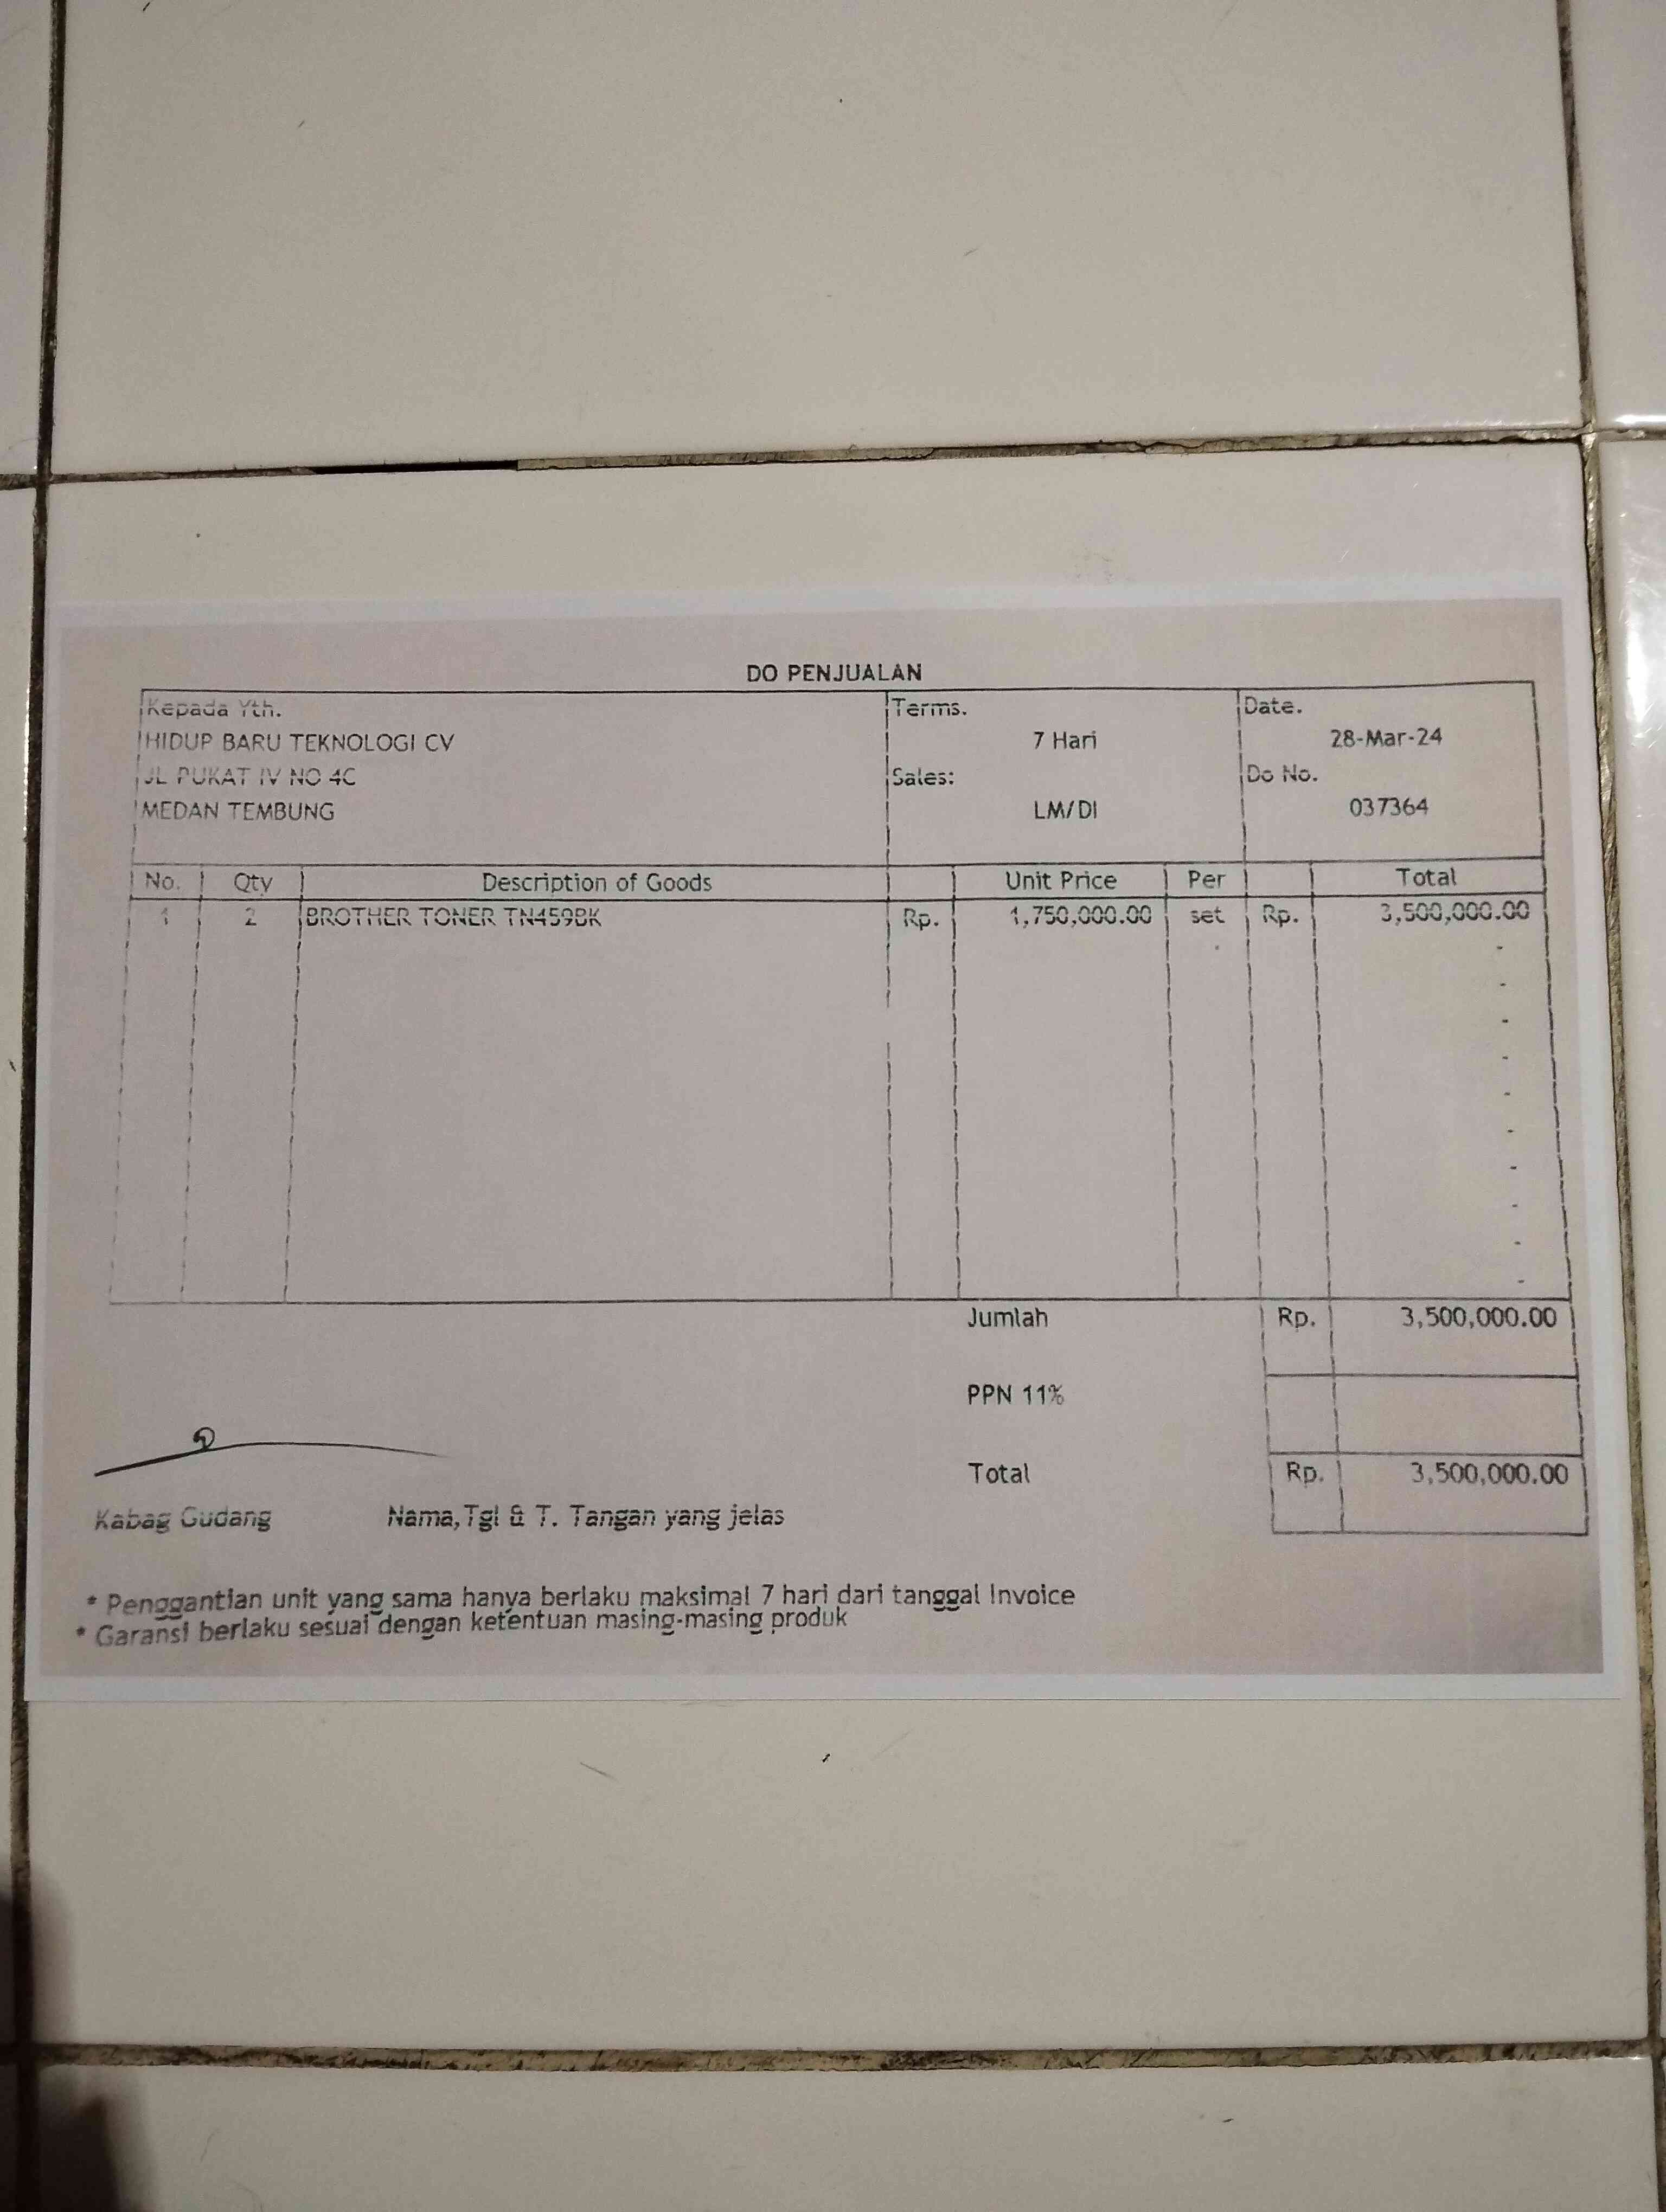 DO PENJUALAN
Kepada Yth.
HIDUP BARU TEKNOLOGI CV
JL PUKAT IV NO 4C
MEDAN TEMBUNG
Terms.
7 Hari
Sales:
LM/DI
Date.
28-Mar-24
Do No.
037364
No. Qty Description of Goods Unit Price Per Total
1 2 BROTHER TONER TN459BK Rp. 1,750,000.00 set Rp. 3,500,000.00
-
-
-
-
-
-
-
-
-
-
Jumlah Rp. 3,500,000.00
PPN 11%
Total Rp. 3,500,000.00
Kabag Gudang Nama,Tgl & T. Tangan yang jelas
* Penggantian unit yang sama hanya berlaku maksimal 7 hari dari tanggal Invoice
* Garansi berlaku sesuai dengan ketentuan masing-masing produk